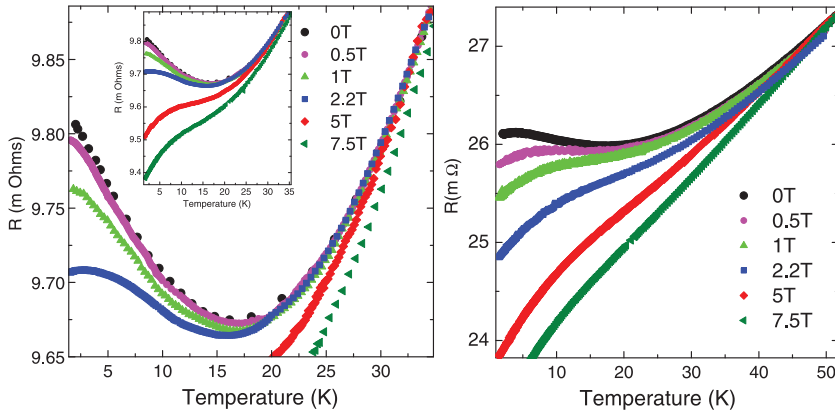 9.85
9.80
9.75
9.70
9.65
R (m Ohms)
5
10
15
20
25
30
Temperature (K)
9.8
9.7
9.6
9.5
9.4
R (m Ohms)
5
10
15
20
25
30
35
Temperature (K)
0T
0.5T
1T
2.2T
5T
7.5T
27
26
25
24
R(m Ω)
0
10
20
30
40
50
Temperature (K)
0T
0.5T
1T
2.2T
5T
7.5T